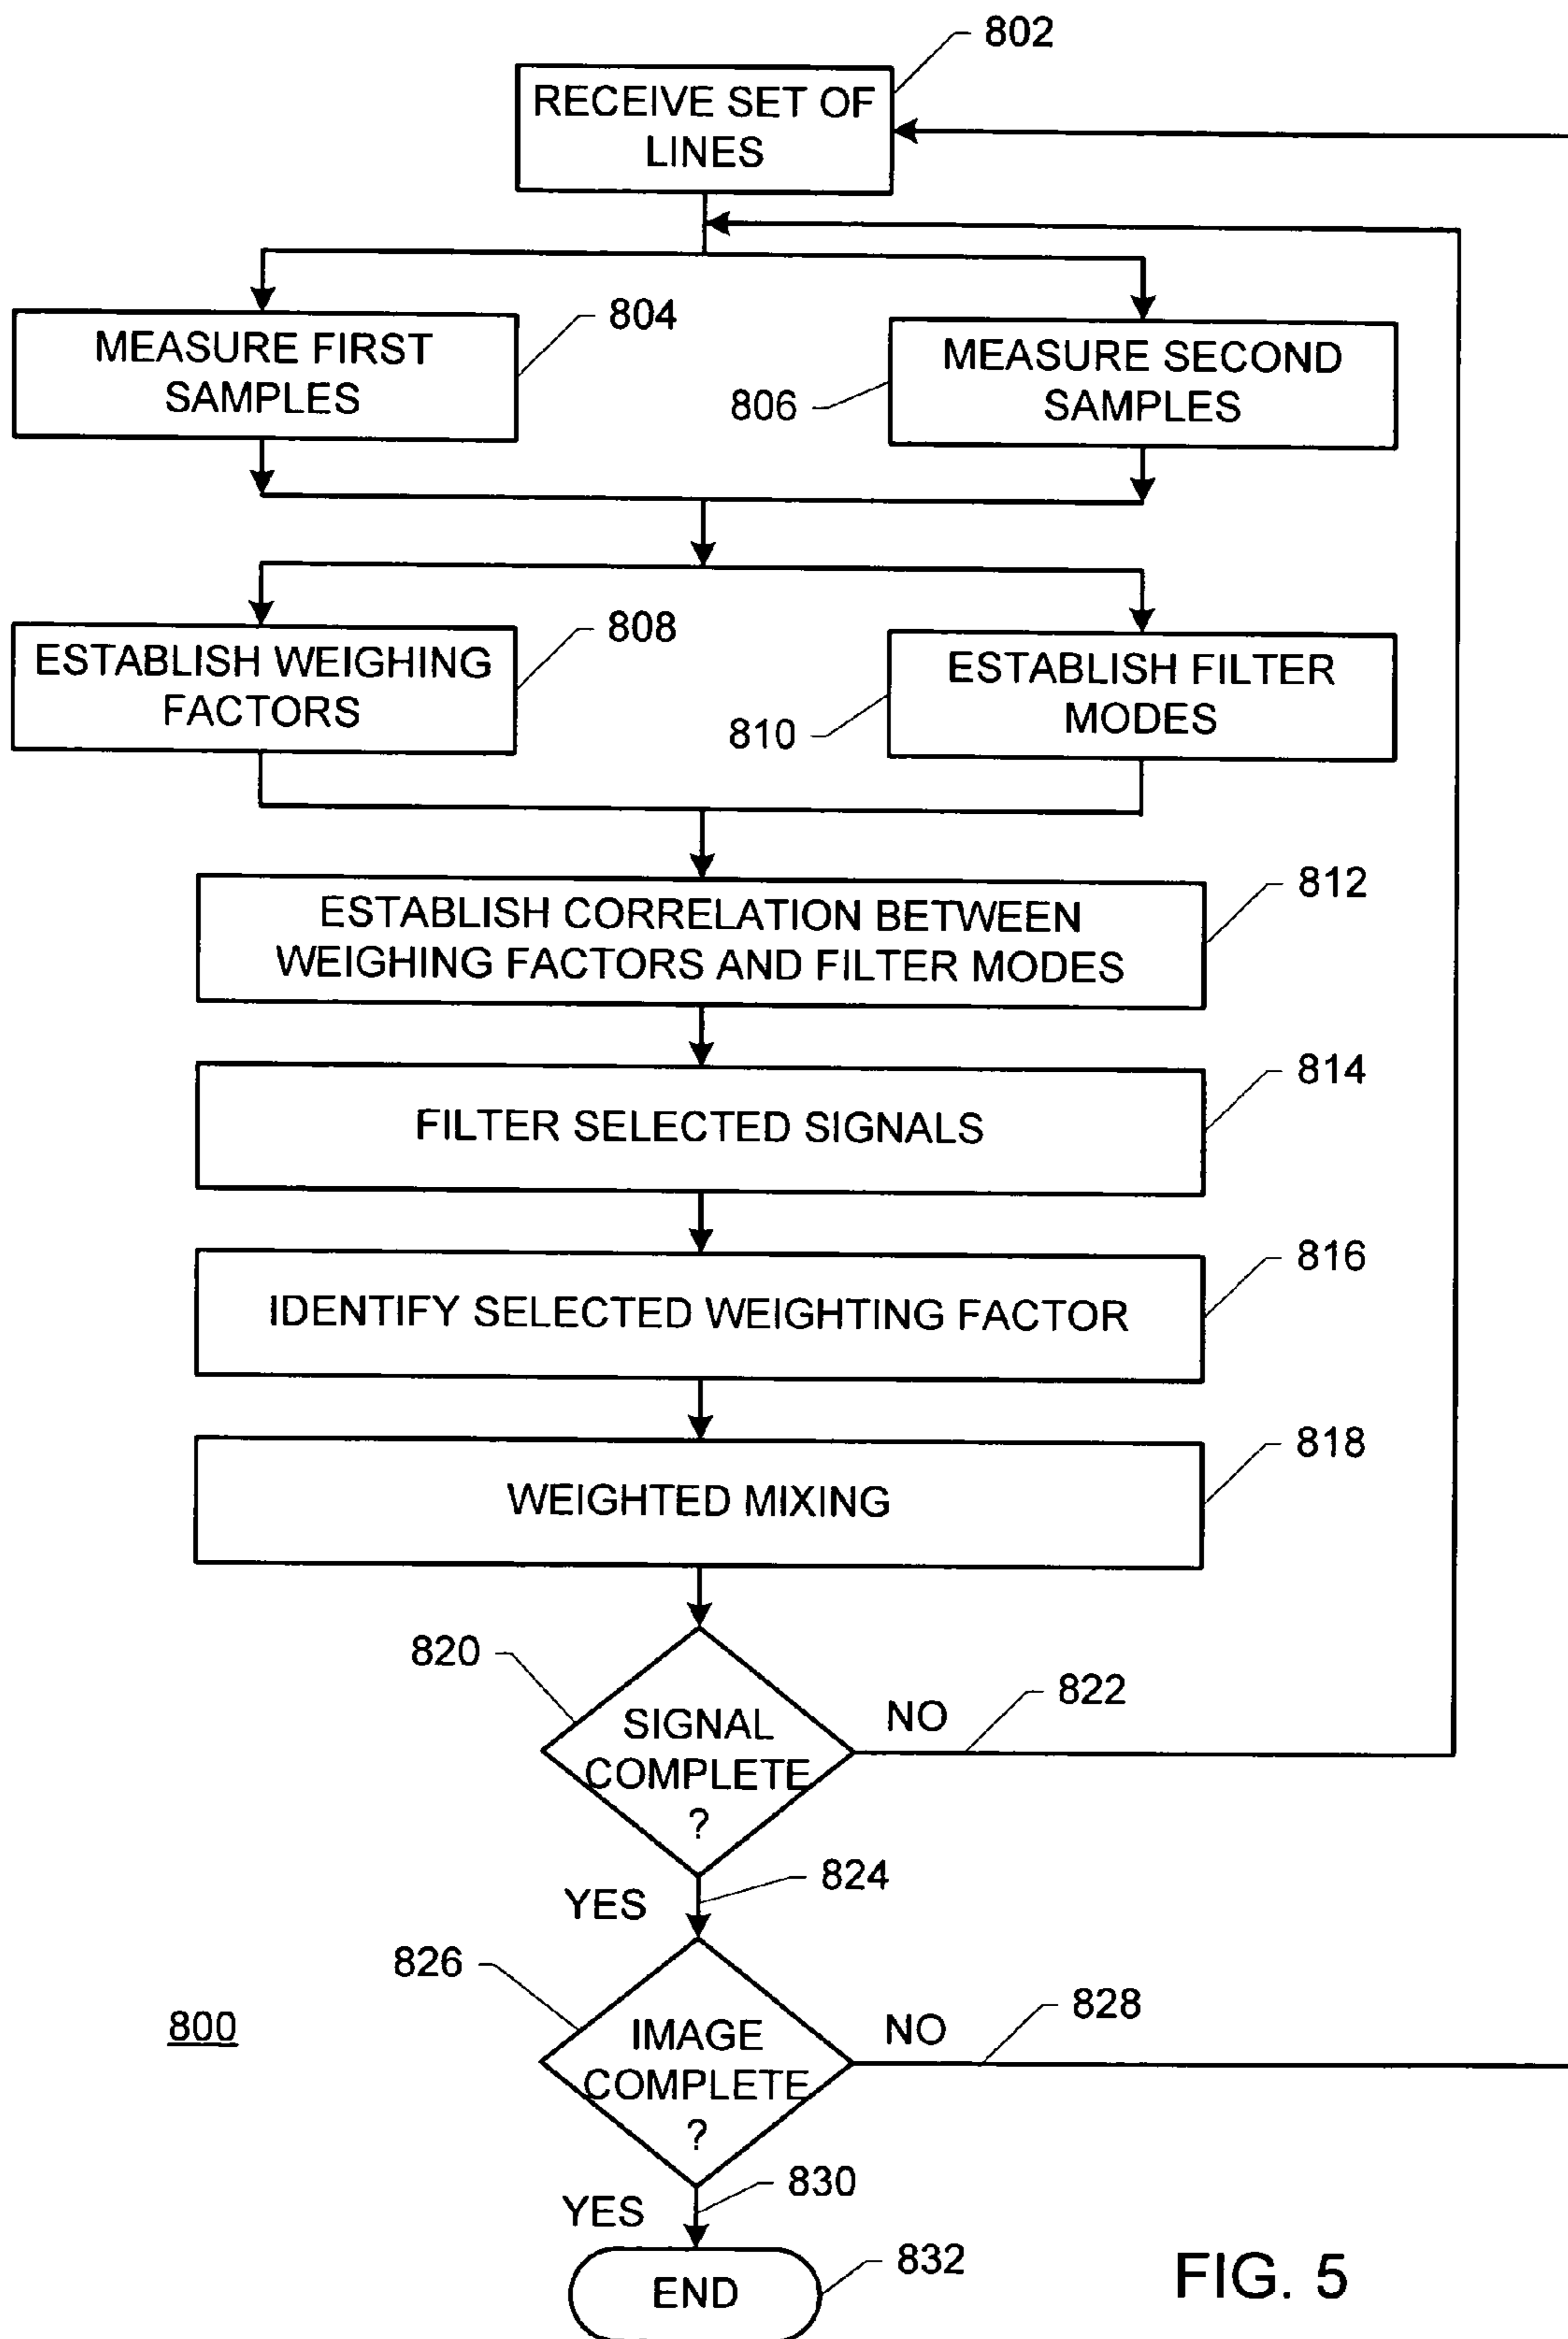 802
RECEIVE SET OF
LINES
804
MEASURE FIRST
SAMPLES
MEASURE SECOND
SAMPLES
806
808
ESTABLISH WEIGHING
FACTORS
ESTABLISH FILTER
MODES
810
812
ESTABLISH CORRELATION BETWEEN
WEIGHING FACTORS AND FILTER MODES
814
FILTER SELECTED SIGNALS
816
IDENTIFY SELECTED WEIGHTING FACTOR
818
WEIGHTED MIXING
820
SIGNAL
COMPLETE
?
NO
822
YES
824
826
IMAGE
COMPLETE
?
NO
828
800
YES
830
END
832
FIG. 5